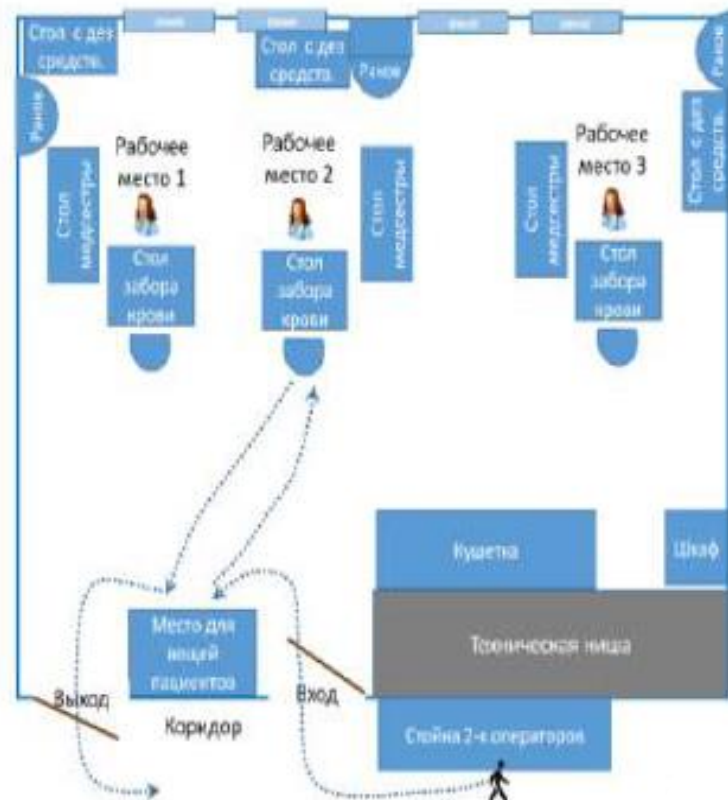 Стол с дез
средств.
Стол с дез
средств.
Раков
Раков
Раков
Стол с дез
средств.
Рабочее
место 1
Рабочее
место 2
Рабочее
место 3
Стол
медсестры
Стол
медсестры
Стол
медсестры
Стол
забора
крови
Стол
забора
крови
Стол
забора
крови
Кушетка
Шкаф
Место для
вещей
пациентов
Техническая ниша
Выход
Вход
Коридор
Стойка 2-х операторов